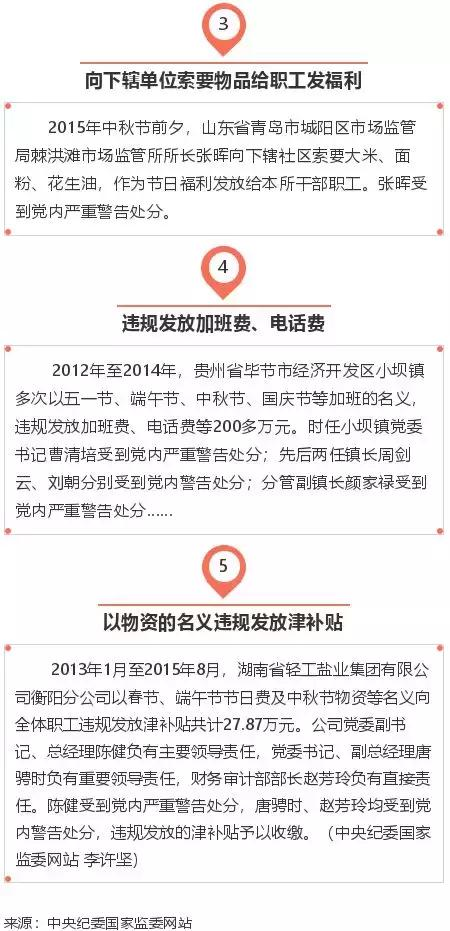 3
向下辖单位索要物品给职工发福利
2015年中秋节前夕，山东省青岛市城阳区市场监管
局棘洪滩市场监管所所长张晖向下辖社区索要大米、面
粉、花生油，作为节日福利发放给本所干部职工。张晖受
到党内严重警告处分。
4
违规发放加班费、电话费
2012年至2014年，贵州省毕节市经济开发区小坝镇
多次以五一节、端午节、中秋节、国庆节等加班的名义，
违规发放加班费、电话费等200多万元。时任小坝镇党委
书记曹清培受到党内严重警告处分；先后两任镇长周剑
云、刘朝分别受到党内警告处分；分管副镇长颜家禄受到
党内严重警告处分......
5
以物资的名义违规发放津补贴
2013年1月至2015年8月，湖南省轻工盐业集团有限公
司衡阳分公司以春节、端午节节日费及中秋节物资等名义向
全体职工违规发放津补贴共计27.87万元。公司党委副书
记、总经理陈健负有主要领导责任，党委书记、副总经理唐
骋时负有重要领导责任，财务审计部部长赵芳玲负有直接责
任。陈健受到党内严重警告处分，唐骋时、赵芳玲均受到党
内警告处分，违规发放的津补贴予以收缴。（中央纪委国家
监委网站 李许坚）
来源：中央纪委国家监委网站